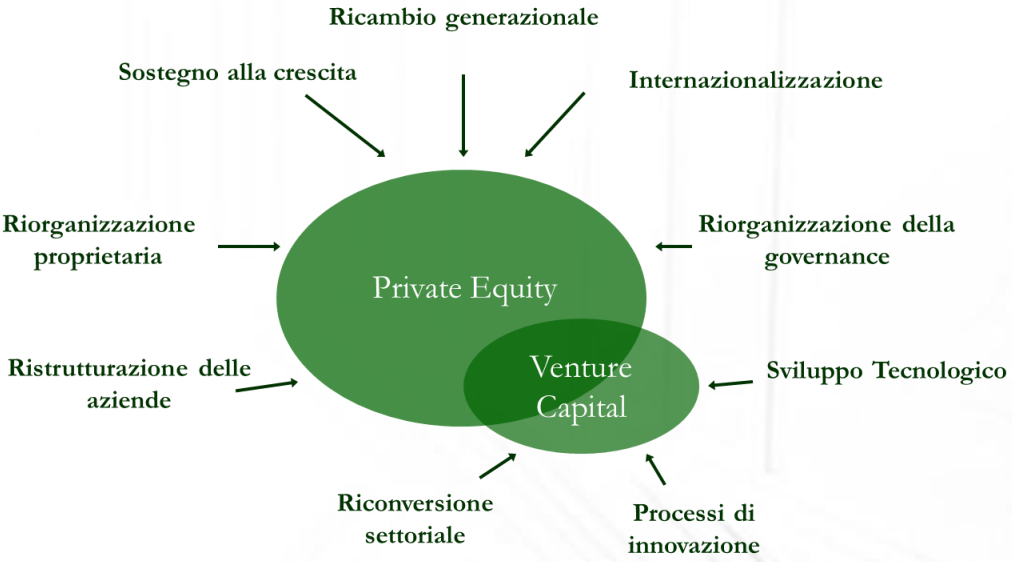 Ricambio generazionale
Sostegno alla crescita
Internazionalizzazione
Riorganizzazione
proprietaria
Riorganizzazione della
governance
Private Equity
Ristrutturazione delle
aziende
Venture
Capital
Sviluppo Tecnologico
Riconversione
settoriale
Processi di
innovazione